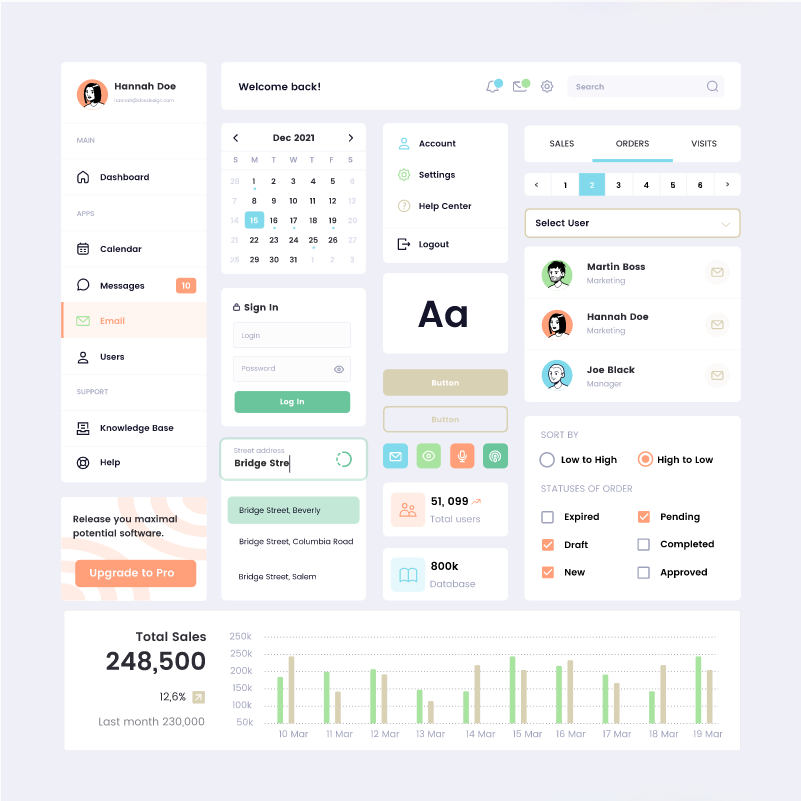 Hannah Doe
MAIN
Dashboard
APPS
Calendar
Messages 10
Email
Users
SUPPORT
Knowledge Base
Help
Release you maximal
potential software.
Upgrade to Pro
Welcome back!
Search
Dec 2021
S M T W T F S
28 1 2 3 4 5 6
7 8 9 10 11 12 13
14 15 16 17 18 19 20
21 22 23 24 25 26 27
28 29 30 31 1 2 3
Sign In
Login
Password
Log In
Street address
Bridge Stre
Bridge Street, Beverly
Bridge Street, Columbia Road
Bridge Street, Salem
Account
Settings
Help Center
Logout
Aa
Button
Button
51, 099
Total users
800k
Database
SALES ORDERS VISITS
< 1 2 3 4 5 6 >
Select User
Martin Boss
Marketing
Hannah Doe
Marketing
Joe Black
Manager
SORT BY
Low to High High to Low
STATUSES OF ORDER
Expired Pending
Draft Completed
New Approved
Total Sales
248,500
12,6%
Last month 230,000
250k
250k
200k
150k
100k
50k
10 Mar 11 Mar 12 Mar 13 Mar 14 Mar 15 Mar 16 Mar 17 Mar 18 Mar 19 Mar